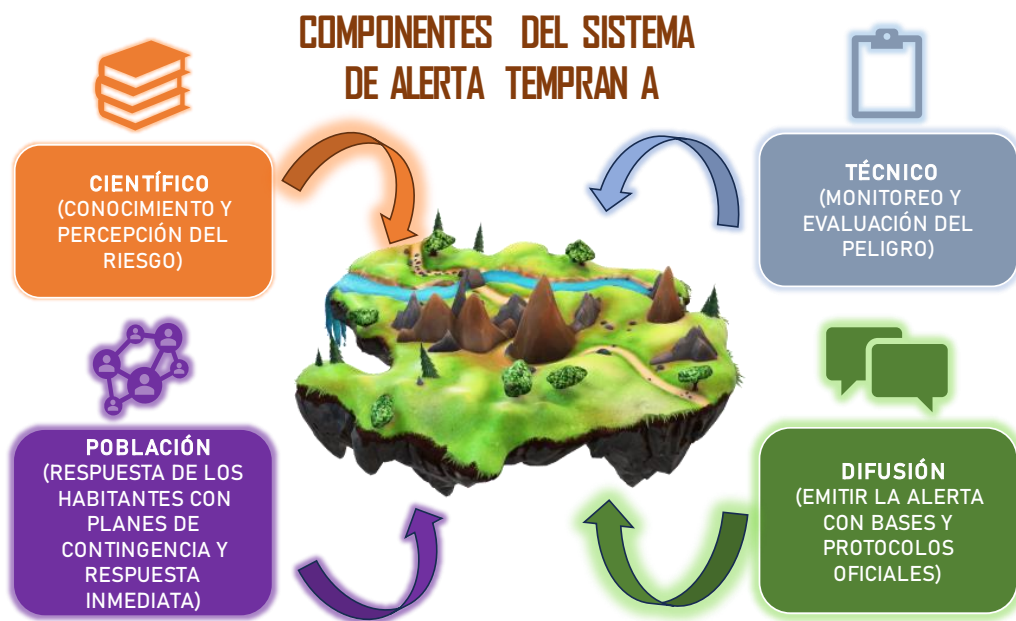 COMPONENTES DEL SISTEMA
DE ALERTA TEMPRAN A
CIENTÍFICO
(CONOCIMIENTO Y
PERCEPCIÓN DEL
RIESGO)
TÉCNICO
(MONITOREO Y
EVALUACIÓN DEL
PELIGRO)
POBLACIÓN
(RESPUESTA DE LOS
HABITANTES CON
PLANES DE
CONTINGENCIA Y
RESPUESTA
INMEDIATA)
DIFUSIÓN
(EMITIR LA ALERTA
CON BASES Y
PROTOCOLOS
OFICIALES)